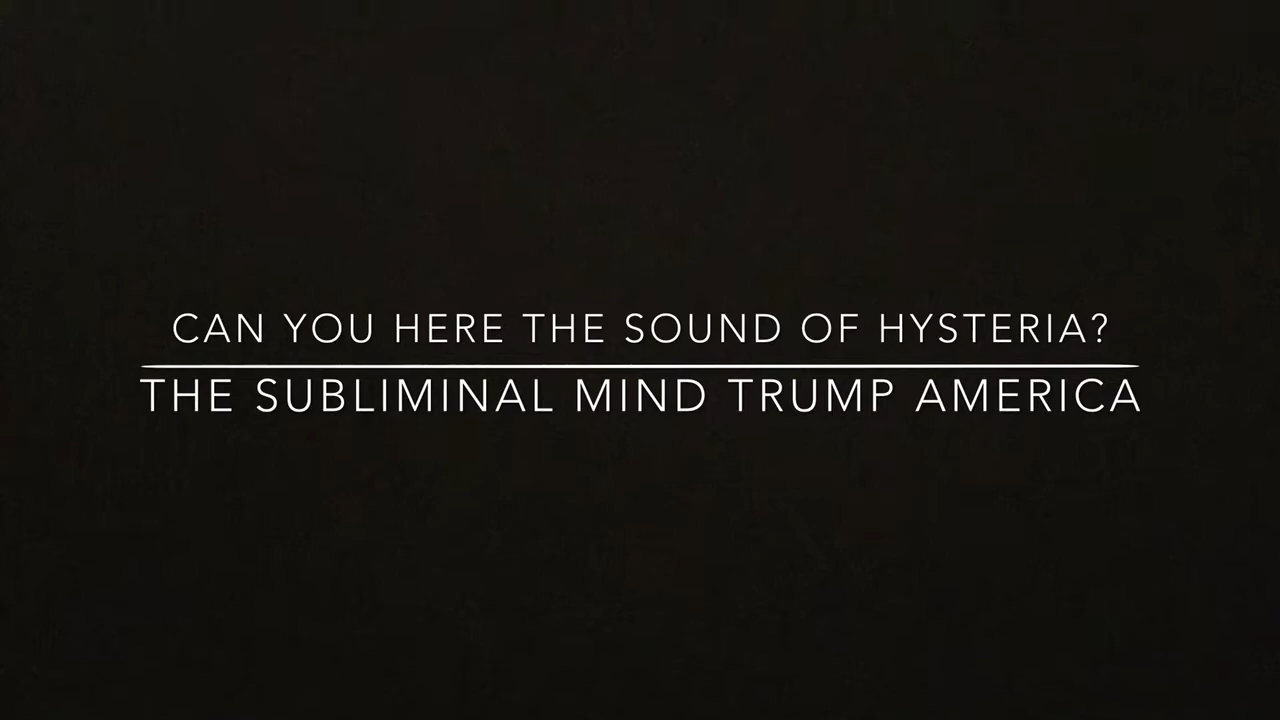 CAN YOU HERE THE SOUND OF HYSTERIA?
THE SUBLIMINAL MIND TRUMP AMERICA